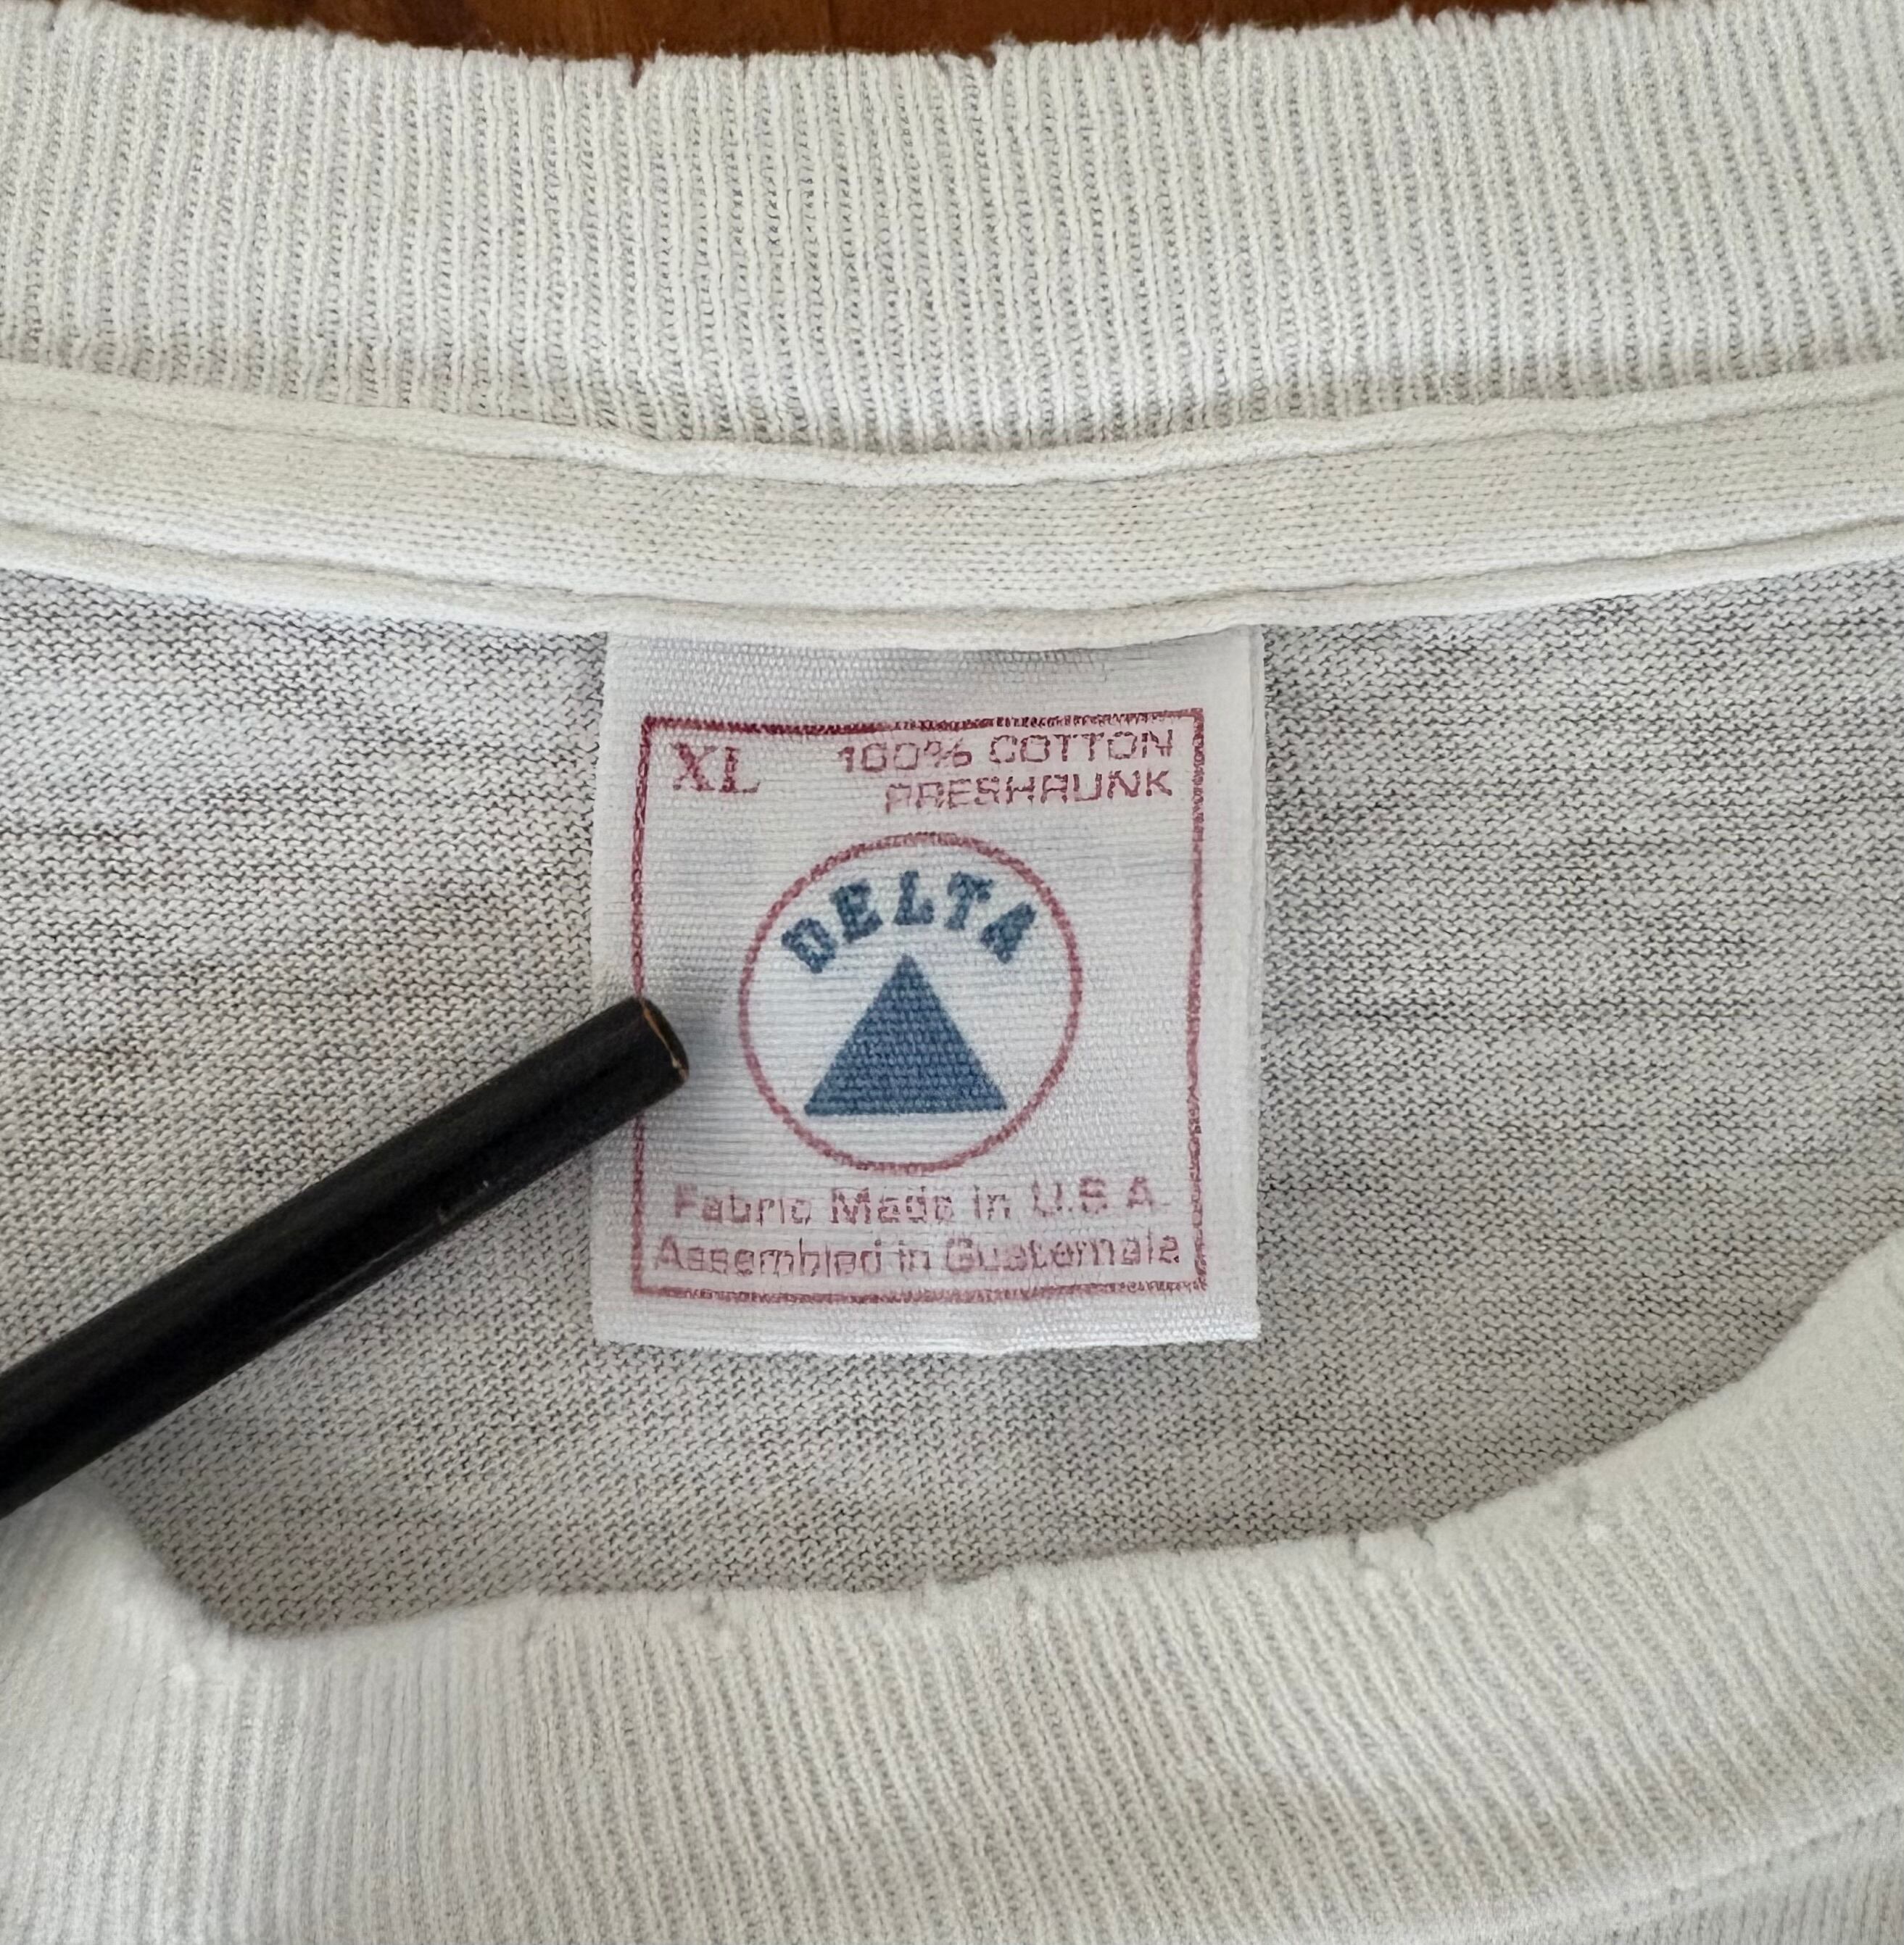 XL 100% COTTON
PRESHRUNK
DELTA
Fabric Made in U.S.A.
Assembled in Guatemala